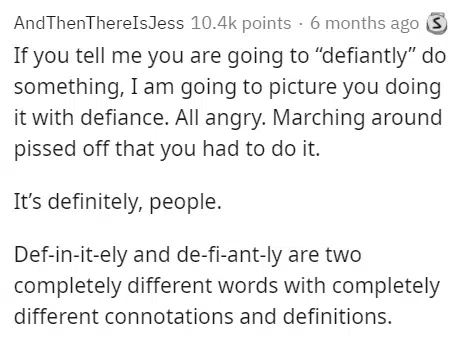 AndThenThereIsJess 10.4k points · 6 months ago S
If you tell me you are going to “defiantly” do
something, I am going to picture you doing
it with defiance. All angry. Marching around
pissed off that you had to do it.
It’s definitely, people.
Def-in-it-ely and de-fi-ant-ly are two
completely different words with completely
different connotations and definitions.